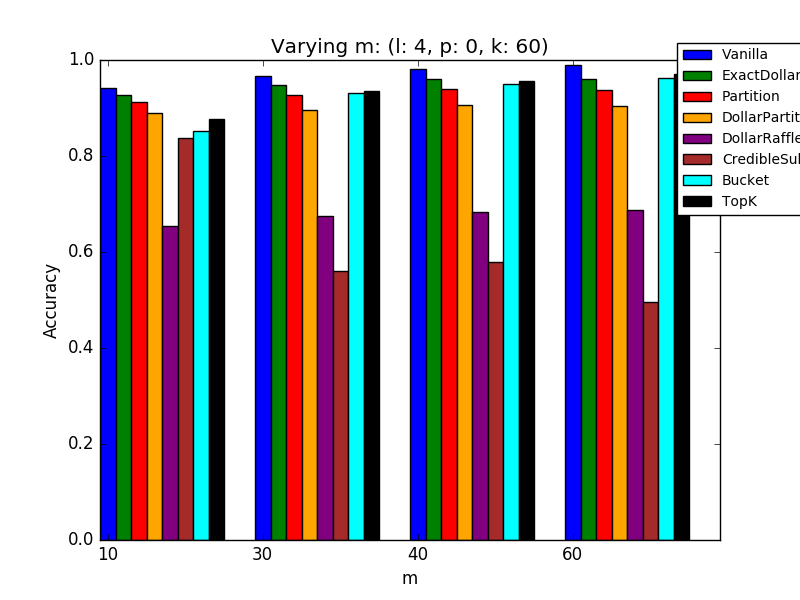 Varying m: (l: 4, p: 0, k: 60)
Vanilla
ExactDollar
Partition
DollarPartit
DollarRaffle
CredibleSul
Bucket
TopK
Accuracy
1.0
0.8
0.6
0.4
0.2
0.0
10 30 40 60
m